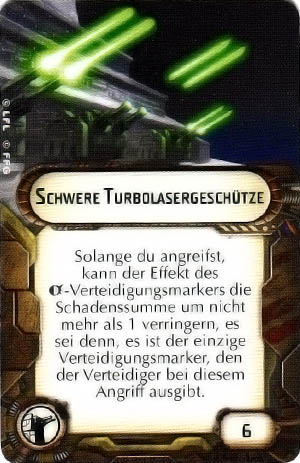 © LFL © FFG
SCHWERE TURBOLASERGESCHÜTZE
Solange du angreifst,
kann der Effekt des
-Verteidigungsmarkers die
Schadenssumme um nicht
mehr als 1 verringern, es
sei denn, es ist der einzige
Verteidigungsmarker, den
der Verteidiger bei diesem
Angriff ausgibt.
6